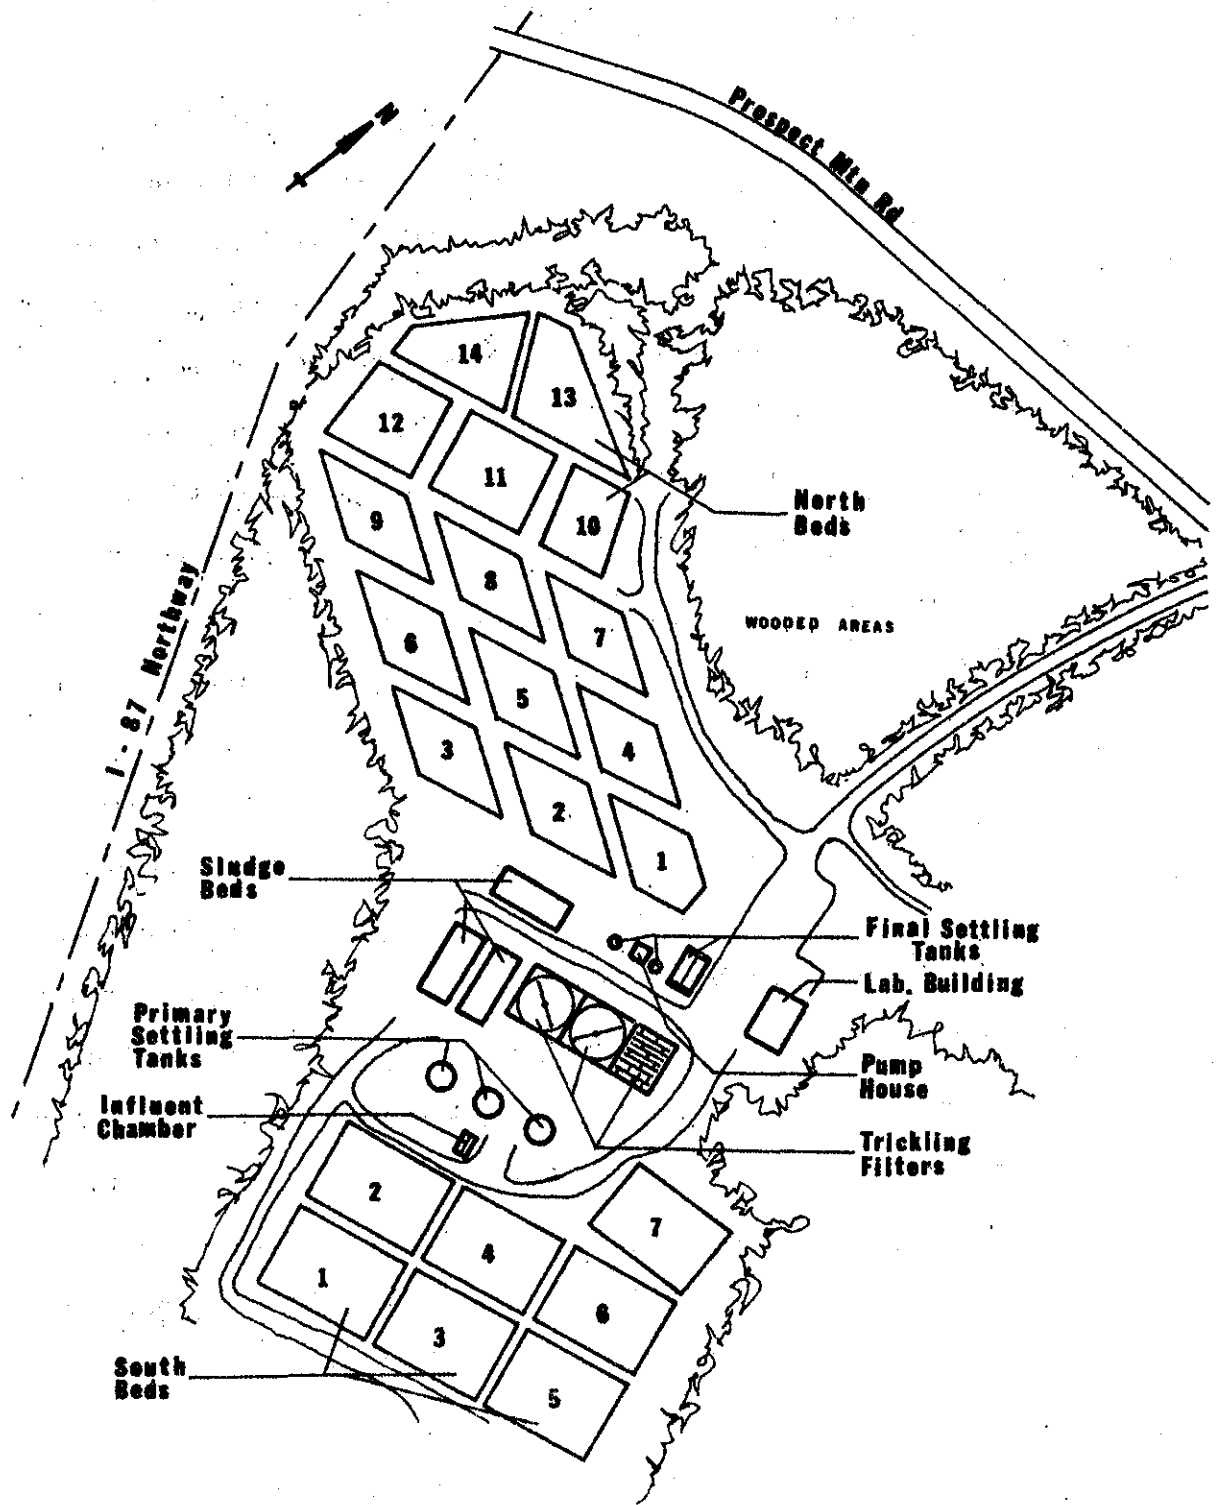 N
Prospect Mtn Rd
14
13
12
11
10
North
Beds
9
8
7
WOODED AREAS
6
5
4
I-87 Northway
3
2
1
Sludge
Beds
Final Settling
Tanks
Lab. Building
Primary
Settling
Tanks
Pump
House
Influent
Chamber
Trickling
Filters
2
7
4
1
6
3
South
Beds
5